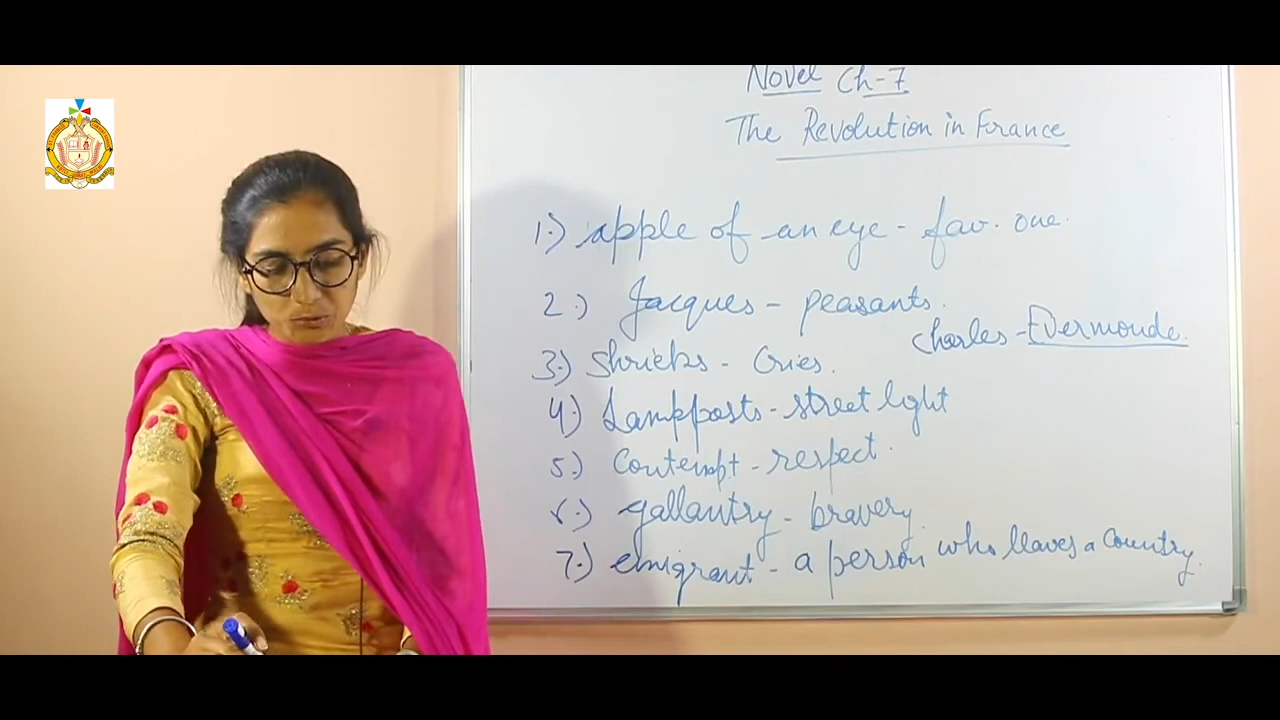 Novel Ch-7
The Revolution in France
1.) apple of an eye - fav. one.
2.) Jacques - peasants.
Charles - Evermonde.
3.) Shrieks - Cries.
4.) Lampposts - street light
5.) Contempt - respect.
6.) gallantry - bravery
7.) emigrant - a person who leaves a Country.